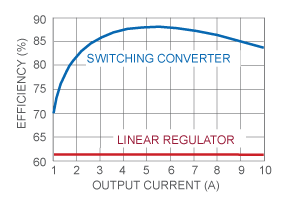 EFFICIENCY (%)
90
85
80
75
70
65
60
SWITCHING CONVERTER
LINEAR REGULATOR
1 2 3 4 5 6 7 8 9 10
OUTPUT CURRENT (A)